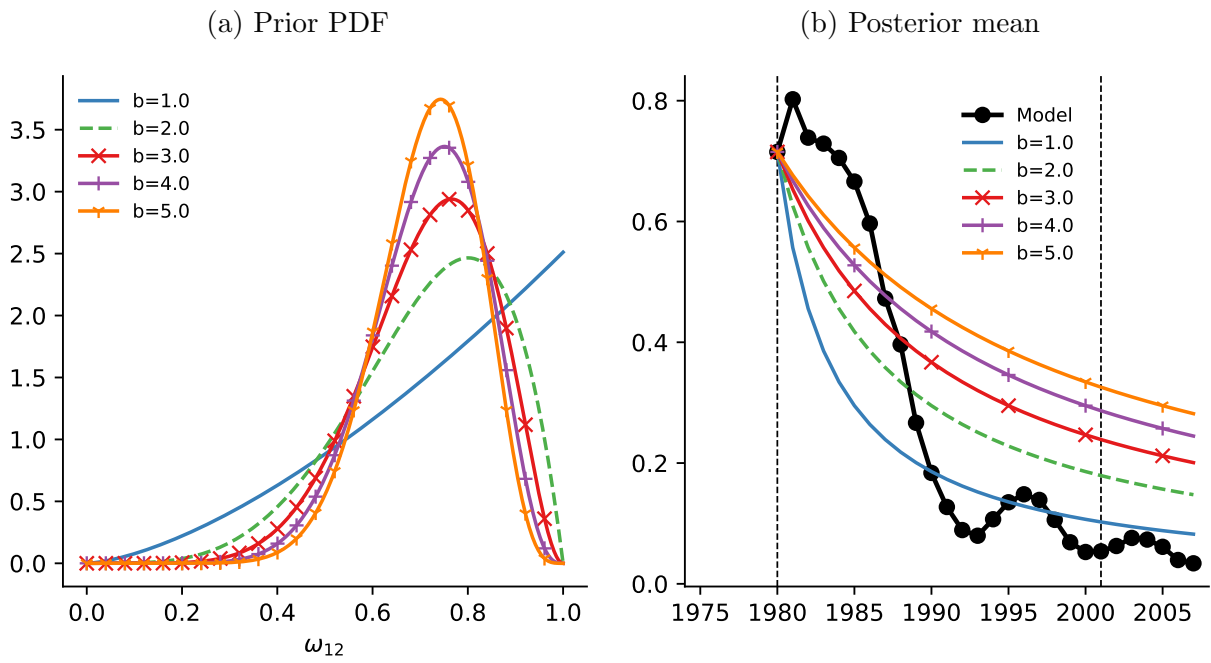 (a) Prior PDF
b=1.0
b=2.0
b=3.0
b=4.0
b=5.0
3.5
3.0
2.5
2.0
1.5
1.0
0.5
0.0
0.0 0.2 0.4 0.6 0.8 1.0
ω12
(b) Posterior mean
Model
b=1.0
b=2.0
b=3.0
b=4.0
b=5.0
0.8
0.6
0.4
0.2
0.0
1975 1980 1985 1990 1995 2000 2005